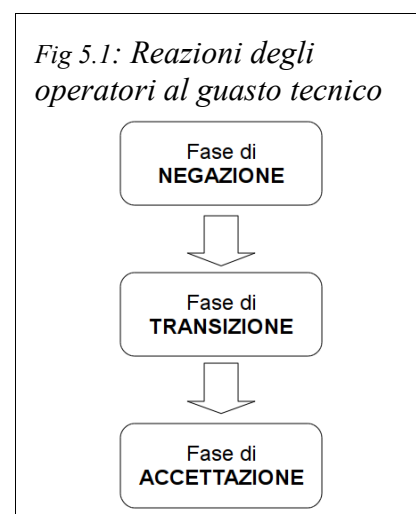 Fig 5.1: Reazioni degli
operatori al guasto tecnico
Fase di
NEGAZIONE
Fase di
TRANSIZIONE
Fase di
ACCETTAZIONE